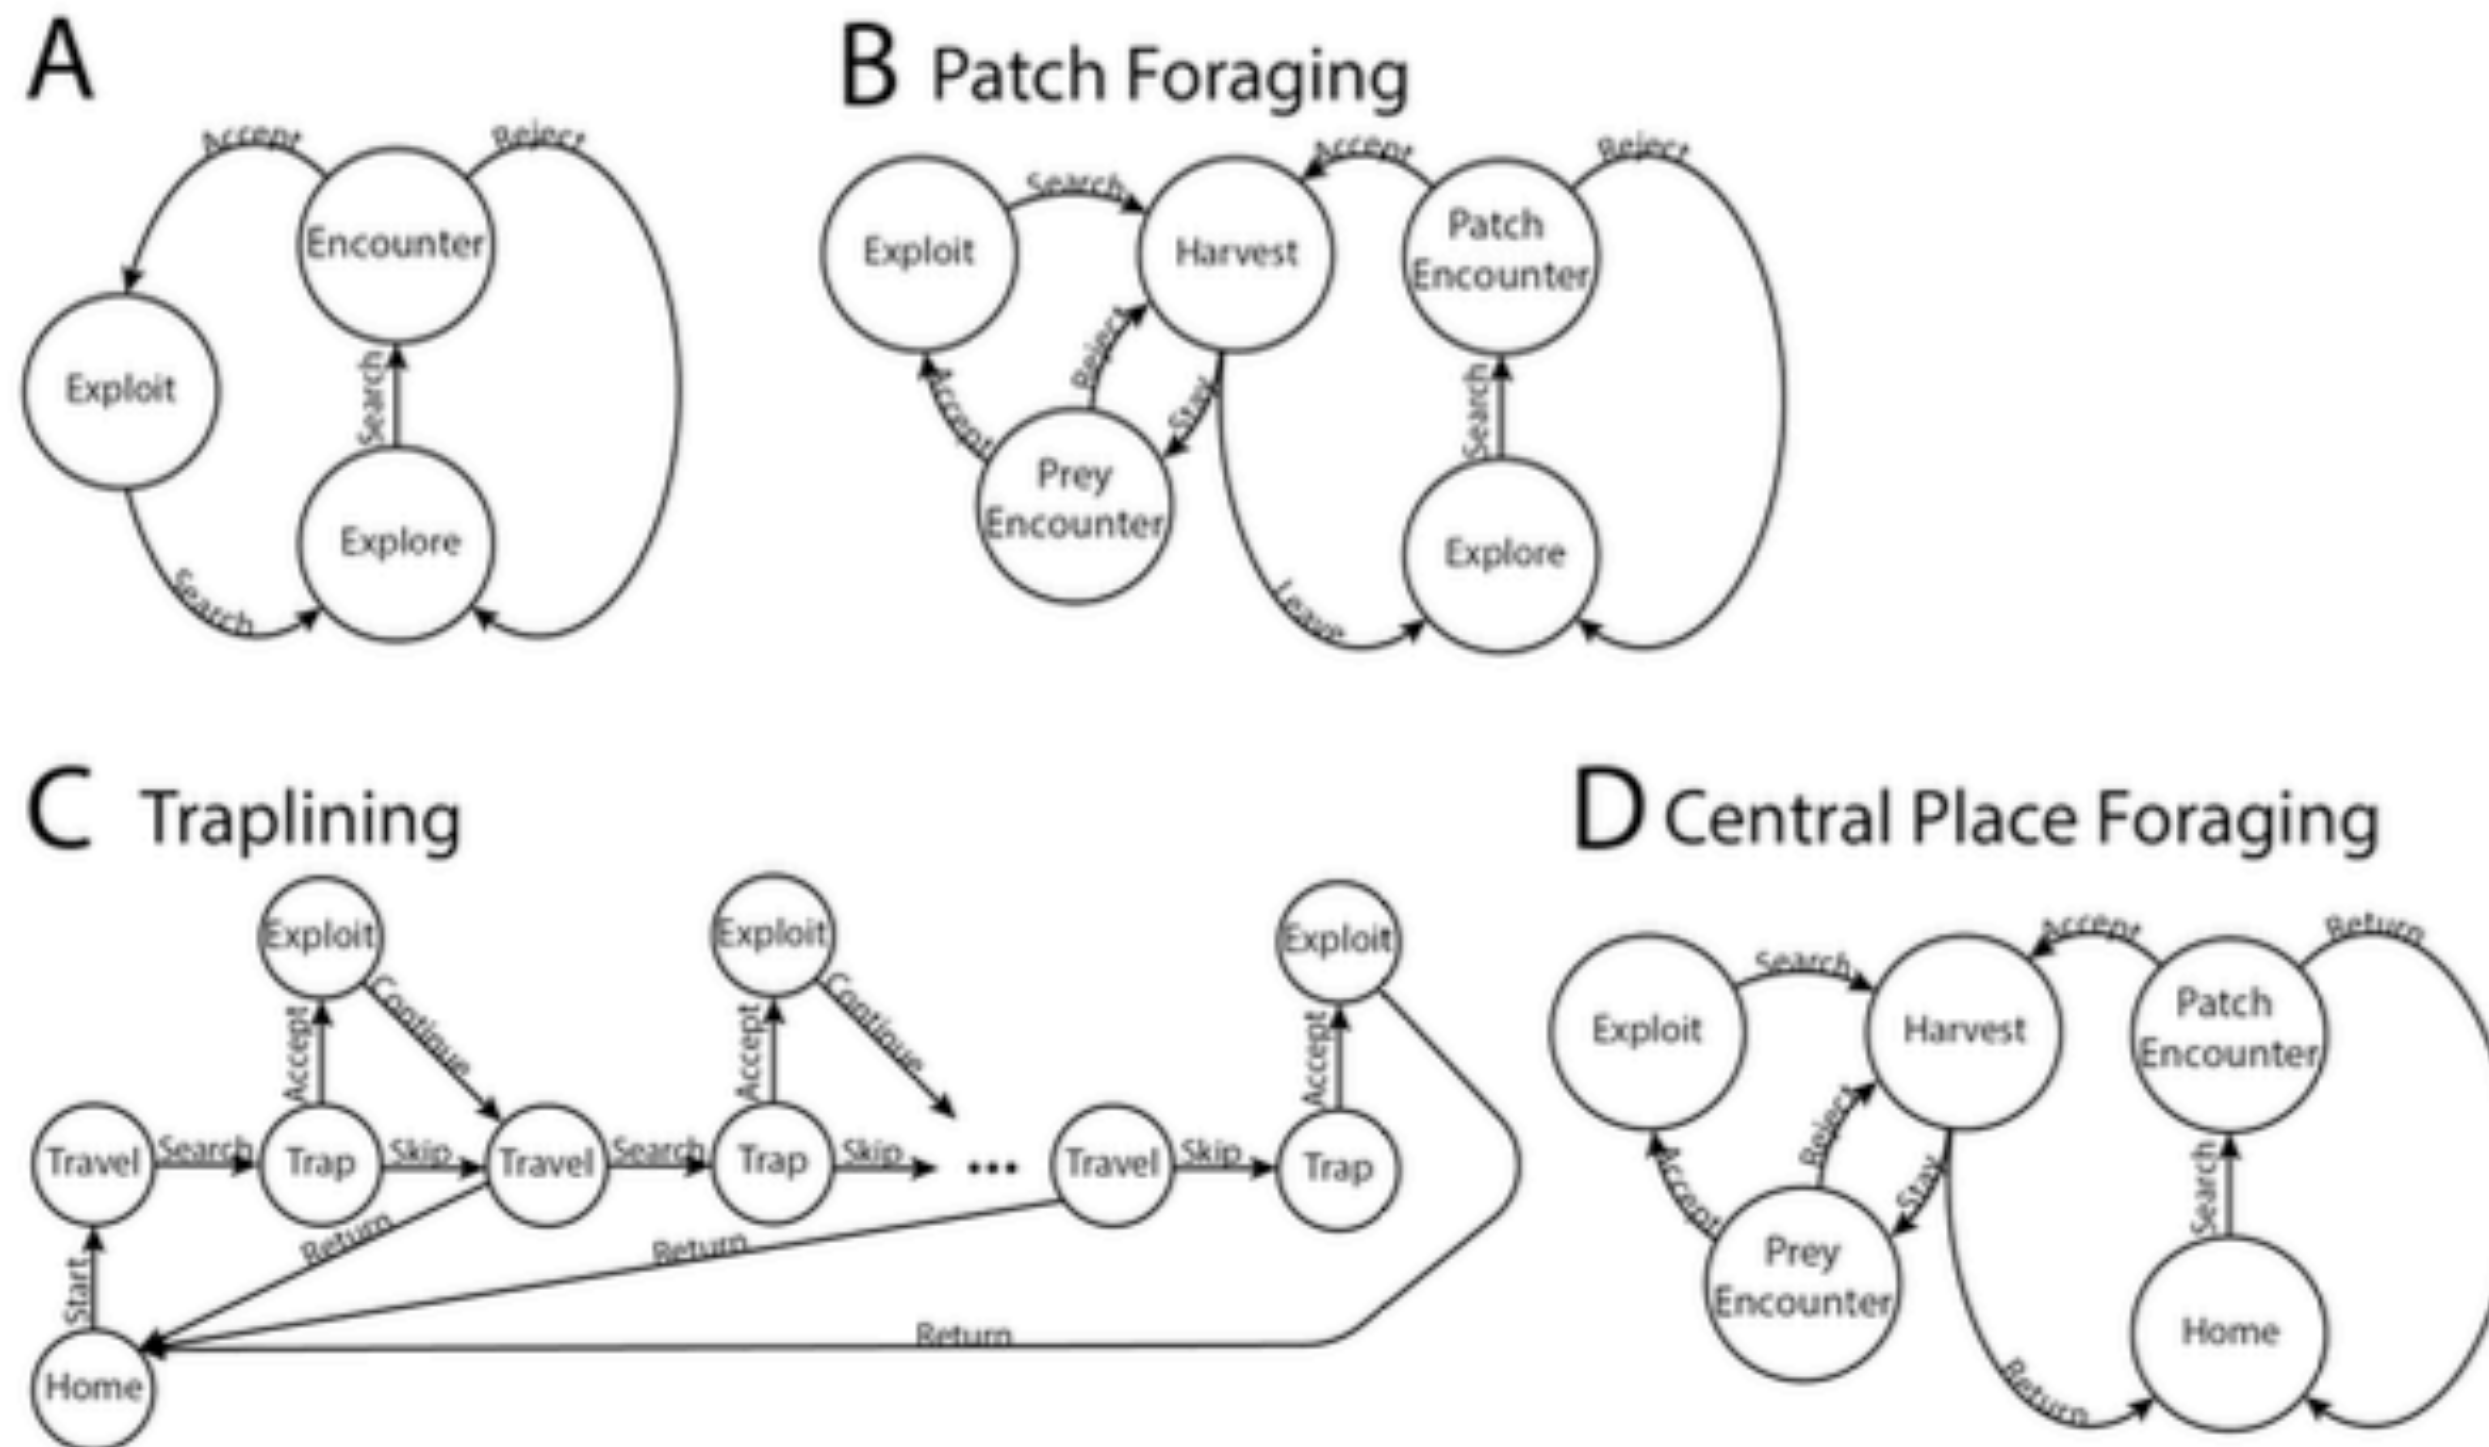 A
Accept
Reject
Encounter
Exploit
Search
Explore
Search
B Patch Foraging
Accept
Reject
Search
Exploit
Harvest
Patch
Encounter
Reject
Accept
Stay
Search
Prey
Encounter
Explore
Leave
C Traplining
Exploit
Exploit
Exploit
Accept
Continue
Accept
Continue
Accept
Travel
Search
Trap
Skip
Travel
Search
Trap
Skip
...
Travel
Skip
Trap
Start
Return
Return
Return
Home
D Central Place Foraging
Accept
Return
Search
Exploit
Harvest
Patch
Encounter
Reject
Accept
Stay
Search
Prey
Encounter
Home
Return